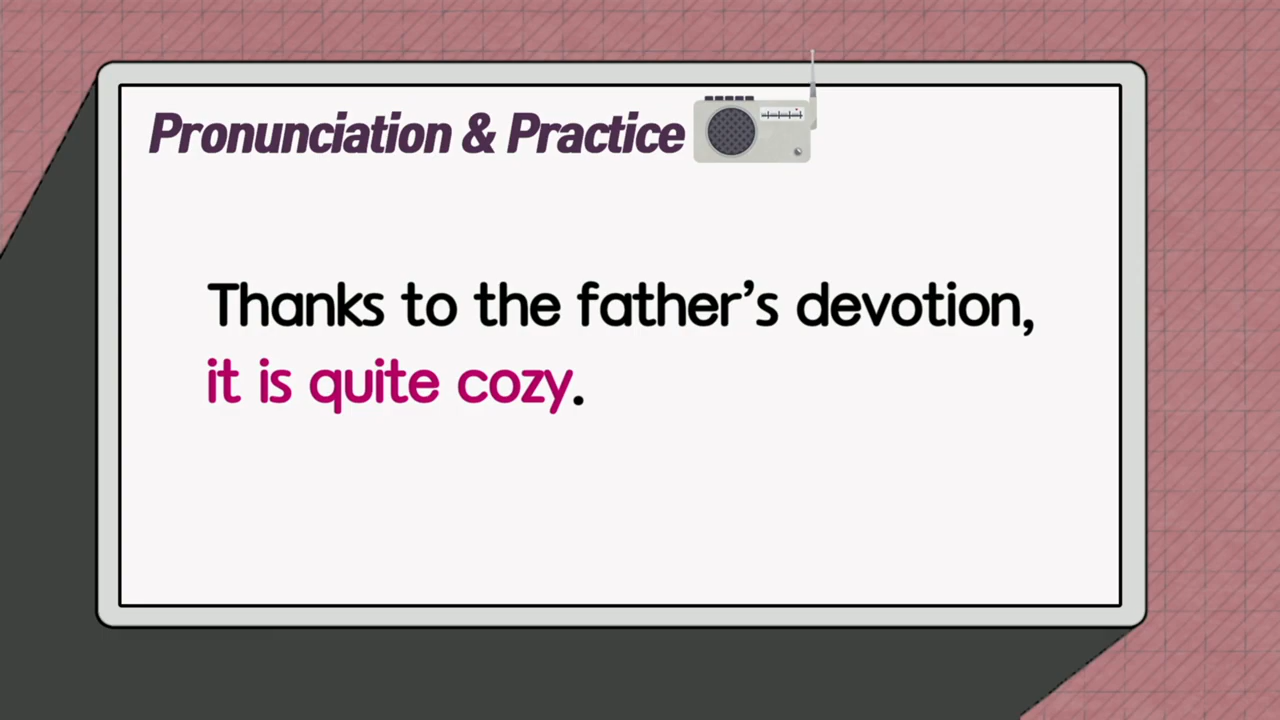 Pronunciation & Practice
Thanks to the father’s devotion,
it is quite cozy.